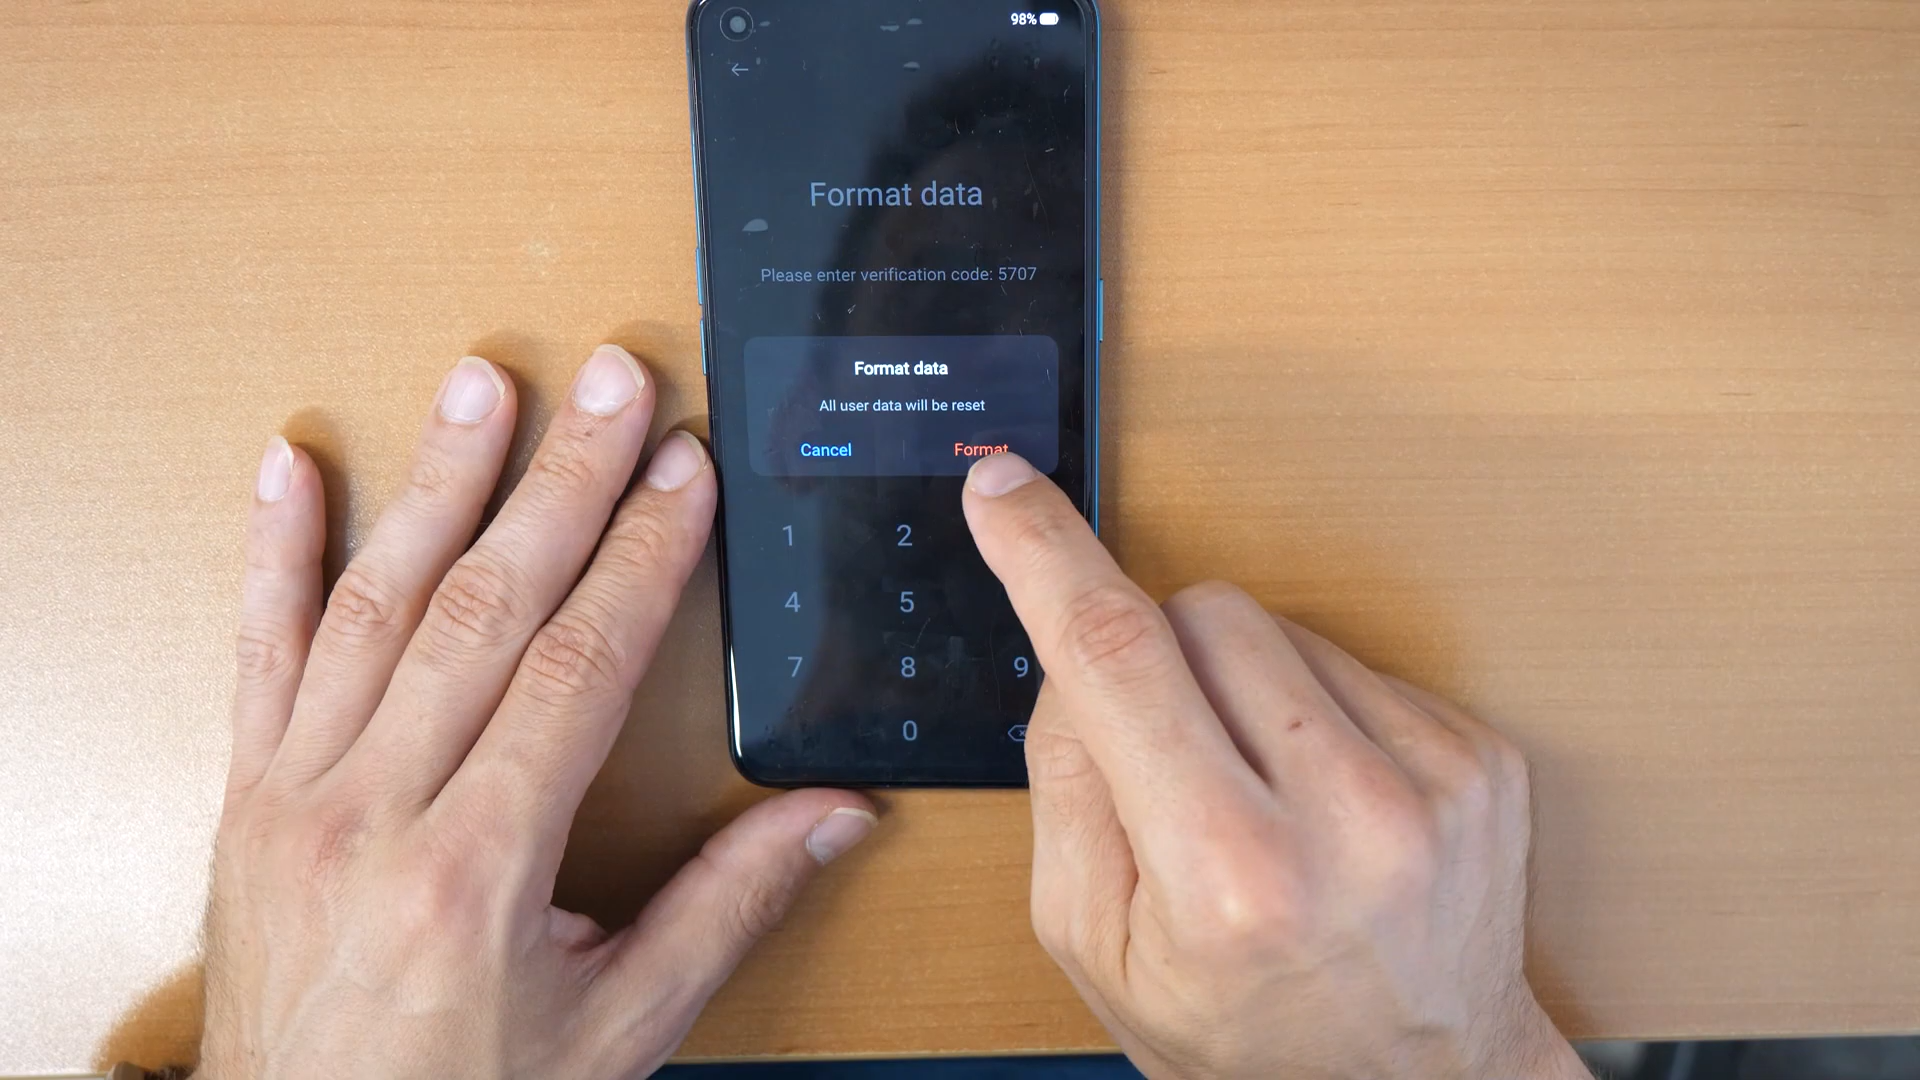 98%
Format data
Please enter verification code: 5707
Format data
All user data will be reset
Cancel Format
1 2
4 5
7 8 9
0